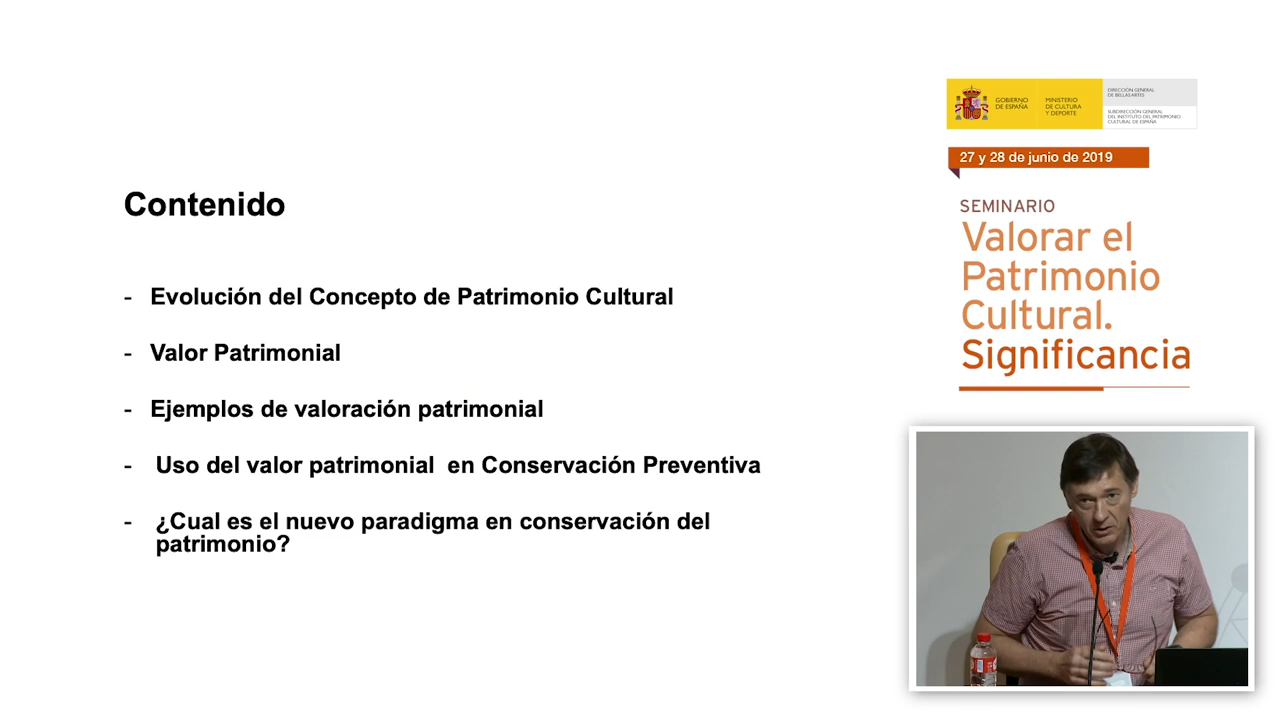 Contenido
- Evolución del Concepto de Patrimonio Cultural
- Valor Patrimonial
- Ejemplos de valoración patrimonial
- Uso del valor patrimonial en Conservación Preventiva
- ¿Cual es el nuevo paradigma en conservación del
patrimonio?
GOBIERNO
DE ESPAÑA
MINISTERIO
DE CULTURA
Y DEPORTE
DIRECCIÓN GENERAL
DE BELLAS ARTES
SUBDIRECCIÓN GENERAL
DEL INSTITUTO DEL PATRIMONIO
CULTURAL DE ESPAÑA
27 y 28 de junio de 2019
SEMINARIO
Valorar el
Patrimonio
Cultural.
Significancia